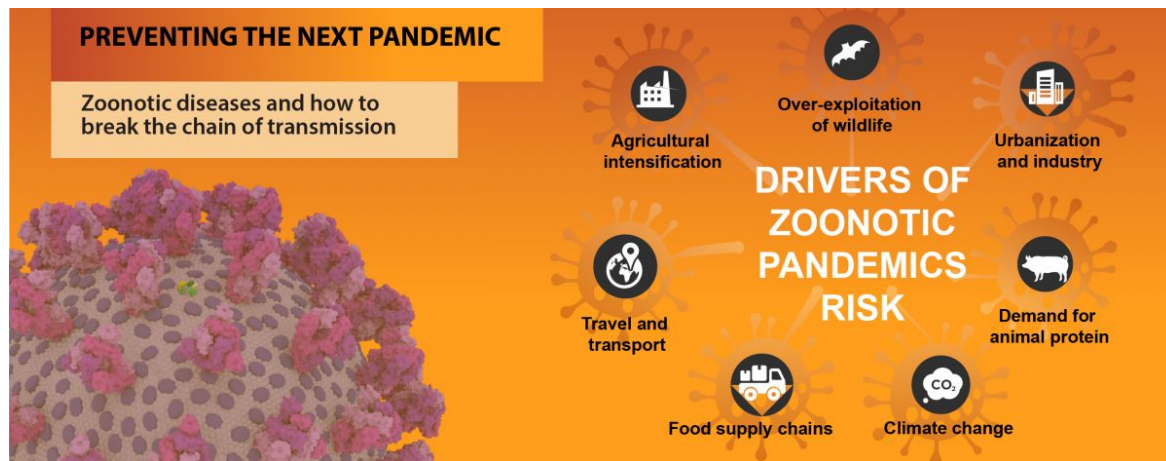 PREVENTING THE NEXT PANDEMIC
Zoonotic diseases and how to
break the chain of transmission
Over-exploitation
of wildlife
Agricultural
intensification
Urbanization
and industry
DRIVERS OF
ZOONOTIC
PANDEMICS
RISK
Travel and
transport
Demand for
animal protein
Food supply chains
CO₂
Climate change